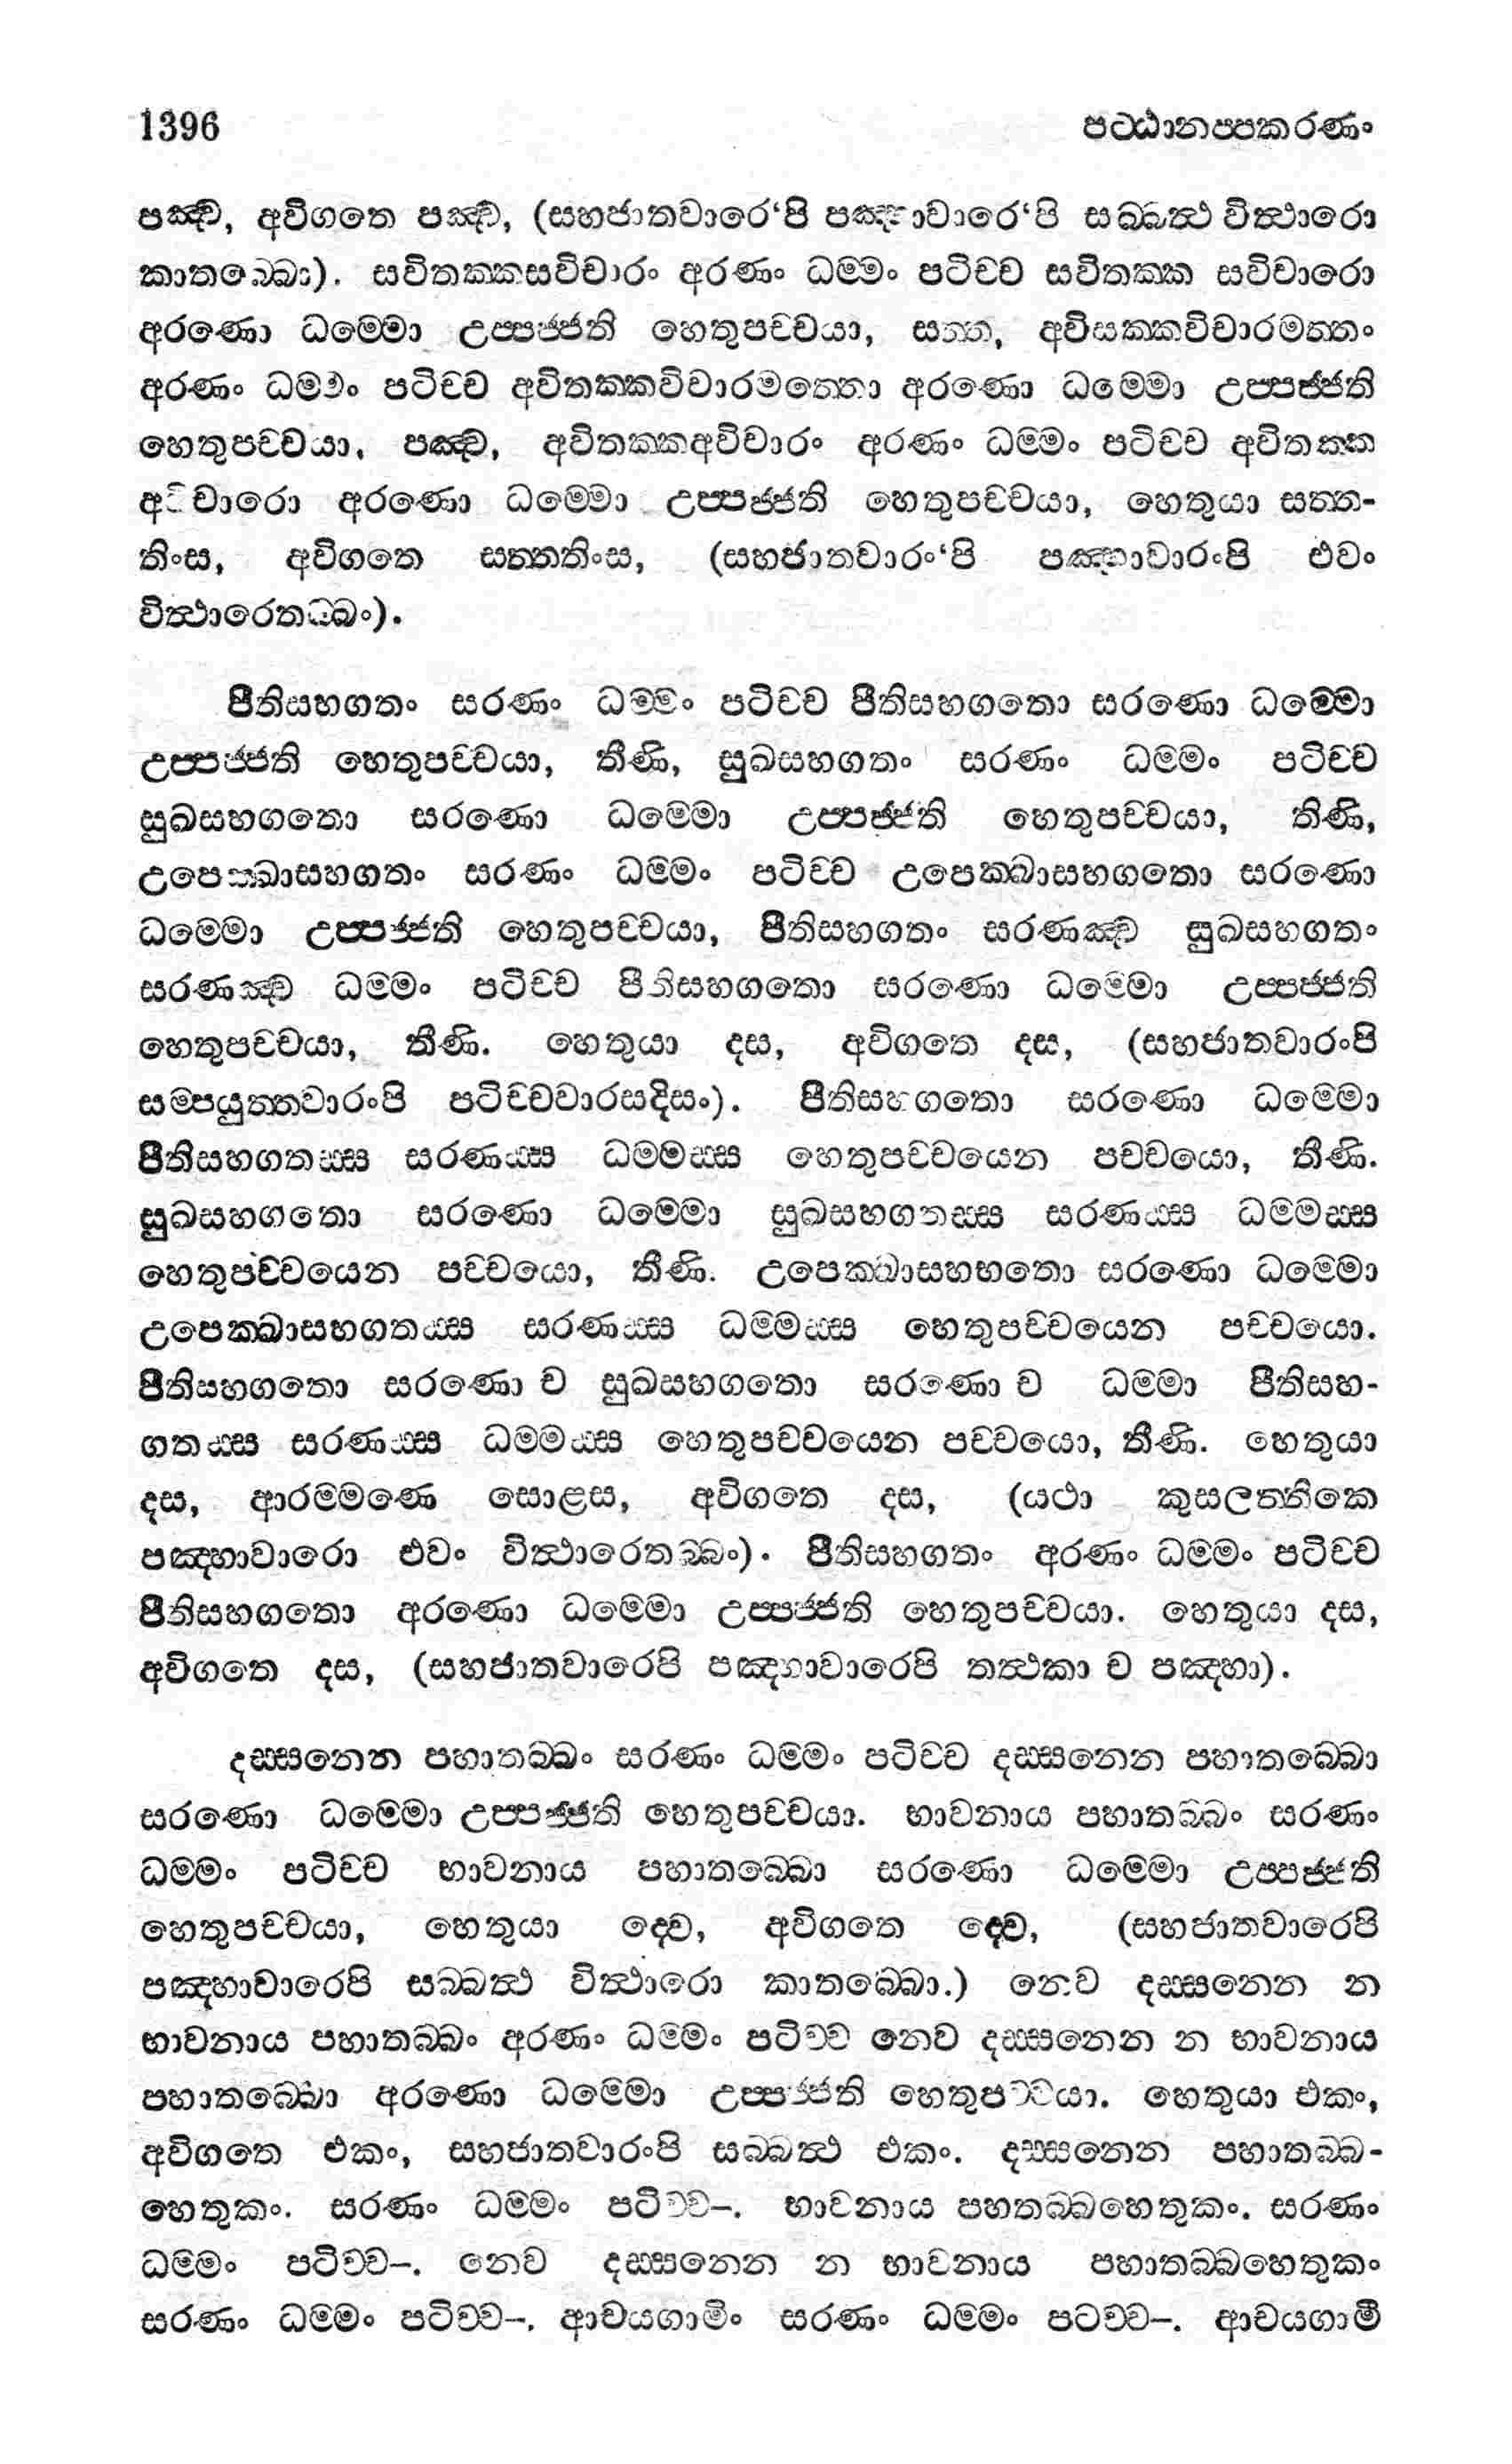 1396 පට්ඨානප්පකරණං
පඤ්ච, අවිගතෙ පඤ්ච, (සහජාතවාරෙ‘පි පඤ්හාවාරෙ‘පි සබ්බත්ථ විත්ථාරො
කාතබ්බො). සවිතක්කසවිචාරං අරණං ධම්මං පටිච්ච සවිතක්ක සවිචාරො
අරණො ධම්මො උප්පජ්ජති හෙතුපච්චයා, සත්ත, අවිසක්කවිචාරමත්තං
අරණං ධම්මං පටිච්ච අවිතක්කවිචාරමත්තො අරණො ධම්මො උප්පජ්ජති
හෙතුපච්චයා, පඤ්ච, අවිතක්කඅවිචාරං අරණං ධම්මං පටිච්ච අවිතක්ක
අවිචාරො අරණො ධම්මො උප්පජ්ජති හෙතුපච්චයා, හෙතුයා සත්ත-
තිංස, අවිගතෙ සත්තතිංස, (සහජාතවාරං‘පි පඤ්හාවාරංපි එවං
විත්ථාරෙතබ්බං).
පීතිසහගතං සරණං ධම්මං පටිච්ච පීතිසහගතො සරණො ධම්මො
උප්පජ්ජති හෙතුපච්චයා, තීණි, සුඛසහගතං සරණං ධම්මං පටිච්ච
සුඛසහගතො සරණො ධම්මො උප්පජ්ජති හෙතුපච්චයා, තිණි,
උපෙක්ඛාසහගතං සරණං ධම්මං පටිච්ච උපෙක්ඛාසහගතො සරණො
ධම්මො උප්පජ්ජති හෙතුපච්චයා, පීතිසහගතං සරණඤ්ච සුඛසහගතං
සරණඤ්ච ධම්මං පටිච්ච පීතිසහගතො සරණො ධම්මො උප්පජ්ජති
හෙතුපච්චයා, තීණි. හෙතුයා දස, අවිගතෙ දස, (සහජාතවාරංපි
සම්පයුත්තවාරංපි පටිච්චවාරසදිසං). පීතිසහගතො සරණො ධම්මො
පීතිසහගතස්ස සරණස්ස ධම්මස්ස හෙතුපච්චයෙන පච්චයො, තීණි.
සුඛසහගතො සරණො ධම්මො සුඛසහගතස්ස සරණස්ස ධම්මස්ස
හෙතුපච්චයෙන පච්චයො, තීණි. උපෙක්ඛාසහභතො සරණො ධම්මො
උපෙක්ඛාසහගතස්ස සරණස්ස ධම්මස්ස හෙතුපච්චයෙන පච්චයො.
පීතිසහගතො සරණො ච සුඛසහගතො සරණො ච ධම්මා පීතිසහ-
ගතස්ස සරණස්ස ධම්මස්ස හෙතුපච්චයෙන පච්චයො, තීණි. හෙතුයා
දස, ආරම්මණෙ සොළස, අවිගතෙ දස, (යථා කුසලත්තිකෙ
පඤ්හාවාරො එවං විත්ථාරෙතබ්බං). පීතිසහගතං අරණං ධම්මං පටිච්ච
පීතිසහගතො අරණො ධම්මො උප්පජ්ජති හෙතුපච්චයා. හෙතුයා දස,
අවිගතෙ දස, (සහජාතවාරෙපි පඤ්හාවාරෙපි තත්ථකා ච පඤ්හා).
දස්සනෙන පහාතබ්බං සරණං ධම්මං පටිච්ච දස්සනෙන පහාතබ්බො
සරණො ධම්මො උප්පජ්ජති හෙතුපච්චයා. භාවනාය පහාතබ්බං සරණං
ධම්මං පටිච්ච භාවනාය පහාතබ්බො සරණො ධම්මො උප්පජ්ජති
හෙතුපච්චයා, හෙතුයා ද්වෙ, අවිගතෙ ද්වෙ, (සහජාතවාරෙපි
පඤ්හාවාරෙපි සබ්බත්ථ විත්ථාරො කාතබ්බො.) නෙව දස්සනෙන න
භාවනාය පහාතබ්බං අරණං ධම්මං පටිච්ච නෙව දස්සනෙන න භාවනාය
පහාතබ්බො අරණො ධම්මො උප්පජ්ජති හෙතුපච්චයා. හෙතුයා එකං,
අවිගතෙ එකං, සහජාතවාරංපි සබ්බත්ථ එකං. දස්සනෙන පහාතබ්බ-
හෙතුකං. සරණං ධම්මං පටිච්ච–. භාවනාය පහතබ්බහෙතුකං. සරණං
ධම්මං පටිච්ච–. නෙව දස්සනෙන න භාවනාය පහාතබ්බහෙතුකං
සරණං ධම්මං පටිච්ච–. ආචයගාමිං සරණං ධම්මං පටච්ච–. ආචයගාමී